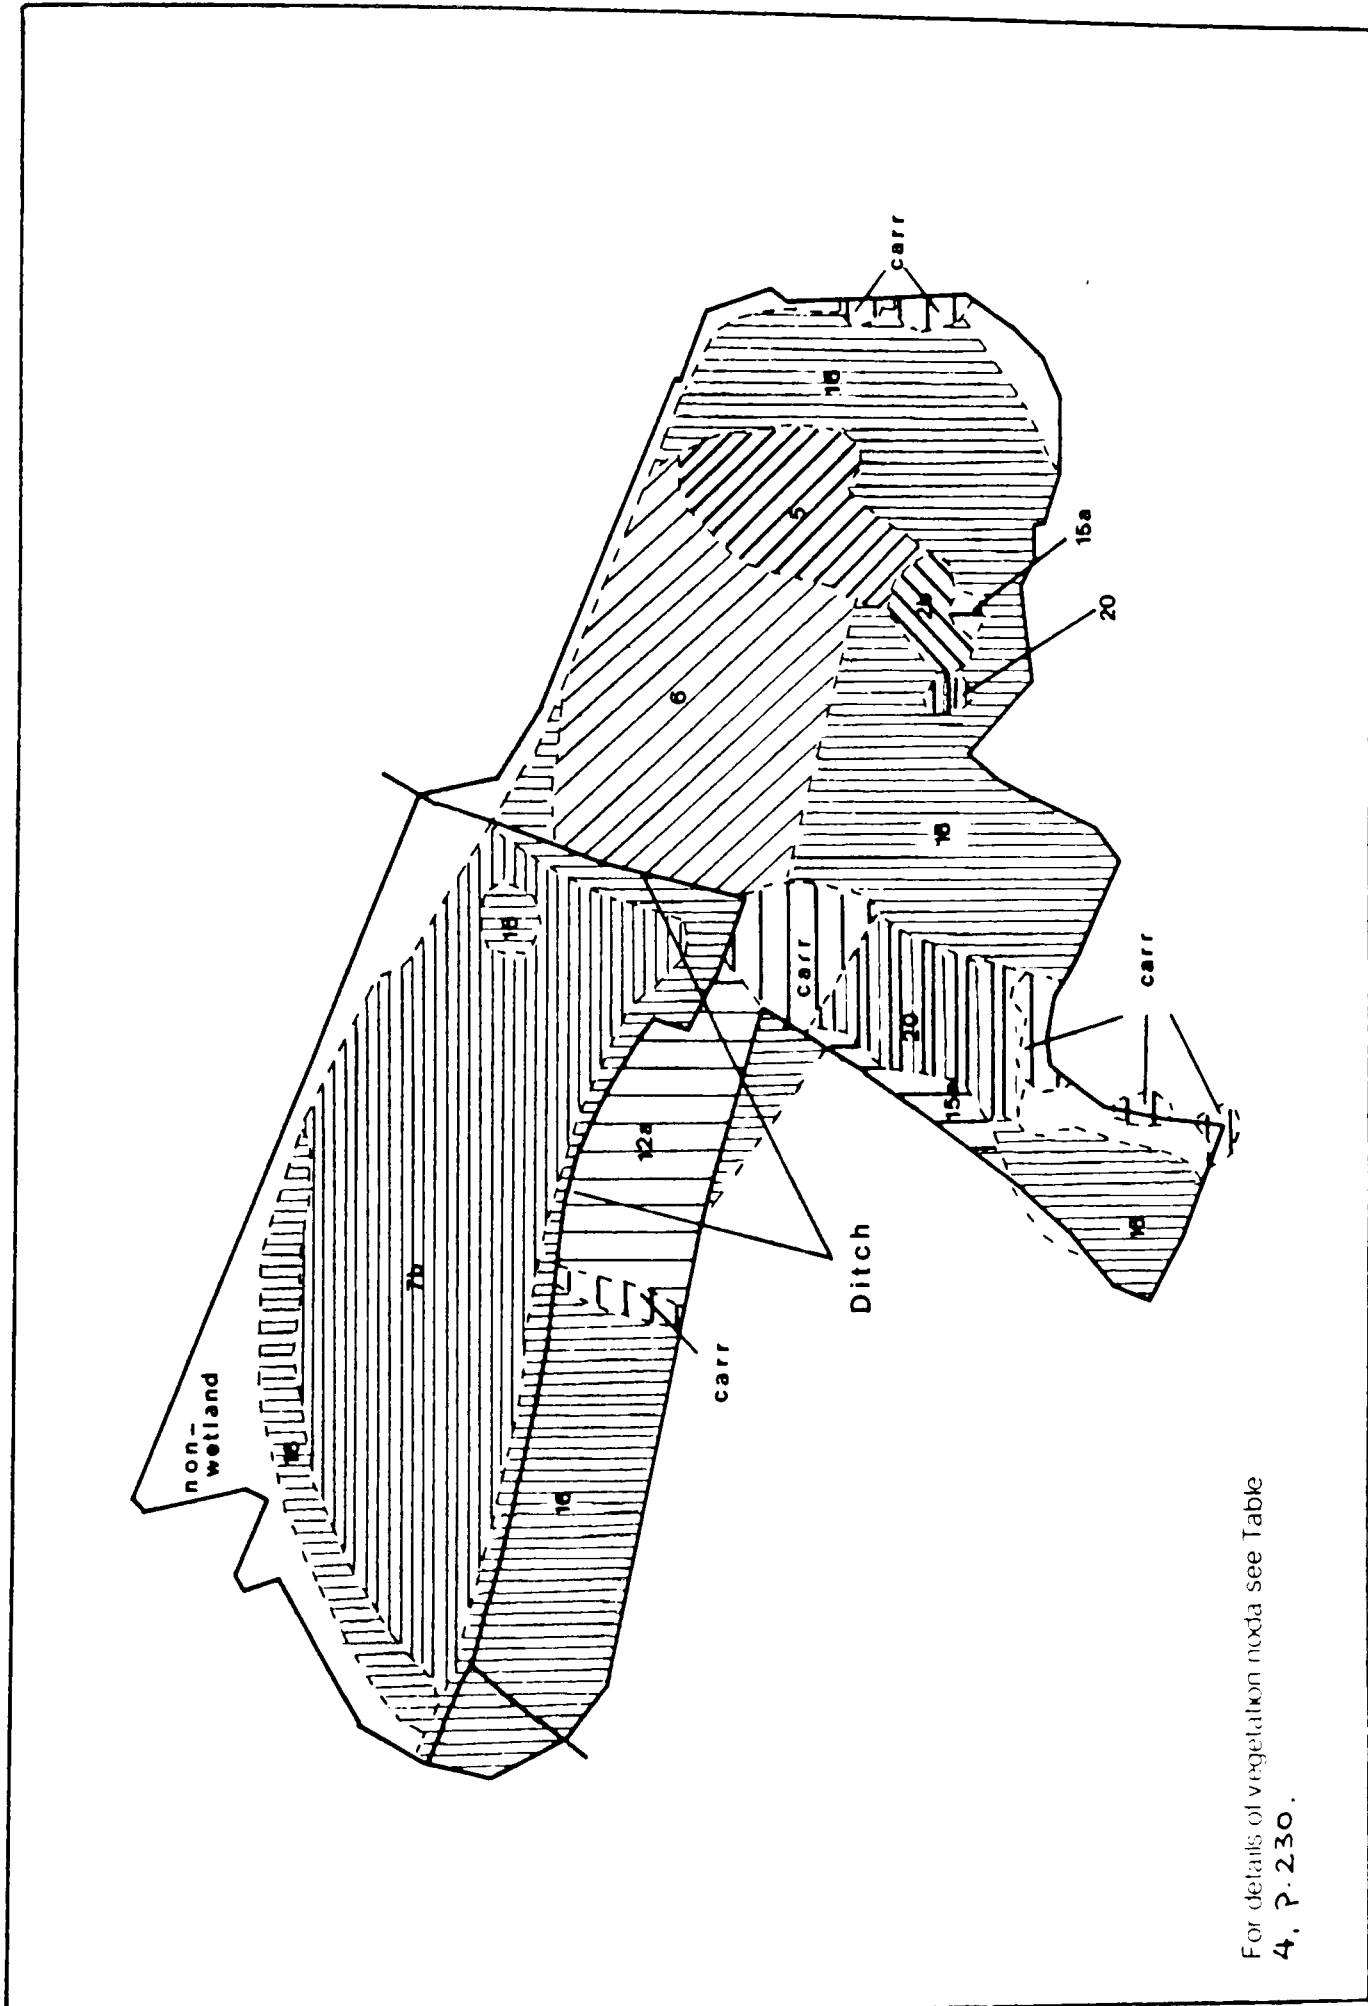 non-
wetland
7b
16
12a
carr
Ditch
6
5
carr
15a
20
carr
20
carr
For details of vegetation noda see Table
4, P. 230.